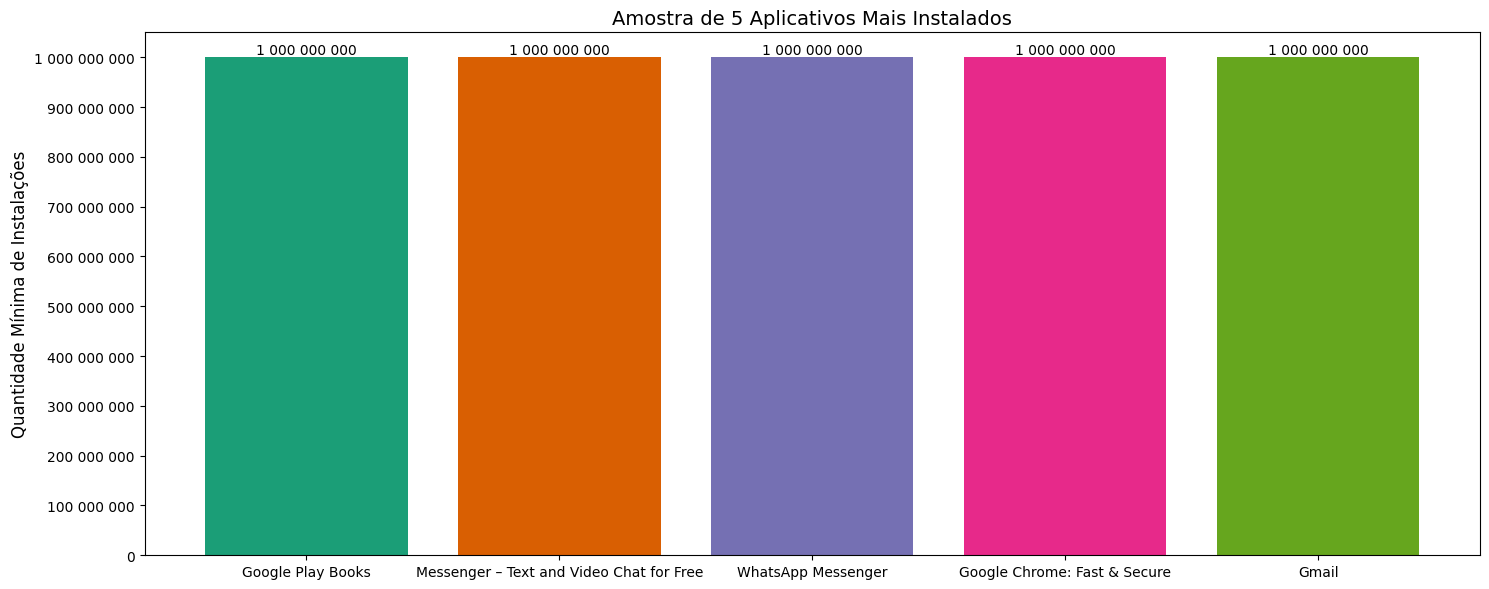 Amostra de 5 Aplicativos Mais Instalados
Quantidade Mínima de Instalações
1 000 000 000
900 000 000
800 000 000
700 000 000
600 000 000
500 000 000
400 000 000
300 000 000
200 000 000
100 000 000
0
1 000 000 000 1 000 000 000 1 000 000 000 1 000 000 000 1 000 000 000
Google Play Books Messenger – Text and Video Chat for Free WhatsApp Messenger Google Chrome: Fast & Secure Gmail